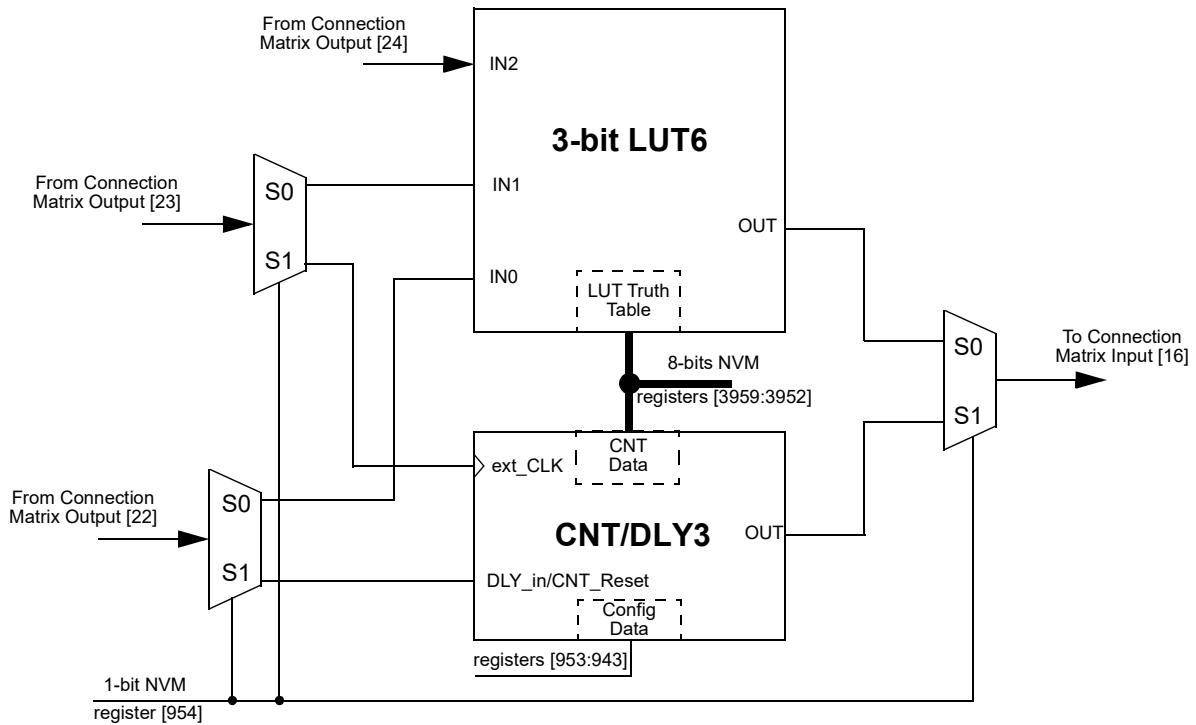 From Connection
Matrix Output [24]
IN2
3-bit LUT6
From Connection
Matrix Output [23]
S0
S1
IN1
IN0
OUT
LUT Truth
Table
8-bits NVM
registers [3959:3952]
S0
S1
To Connection
Matrix Input [16]
CNT
Data
ext_CLK
From Connection
Matrix Output [22]
S0
S1
CNT/DLY3
OUT
DLY_in/CNT_Reset
Config
Data
registers [953:943]
1-bit NVM
register [954]